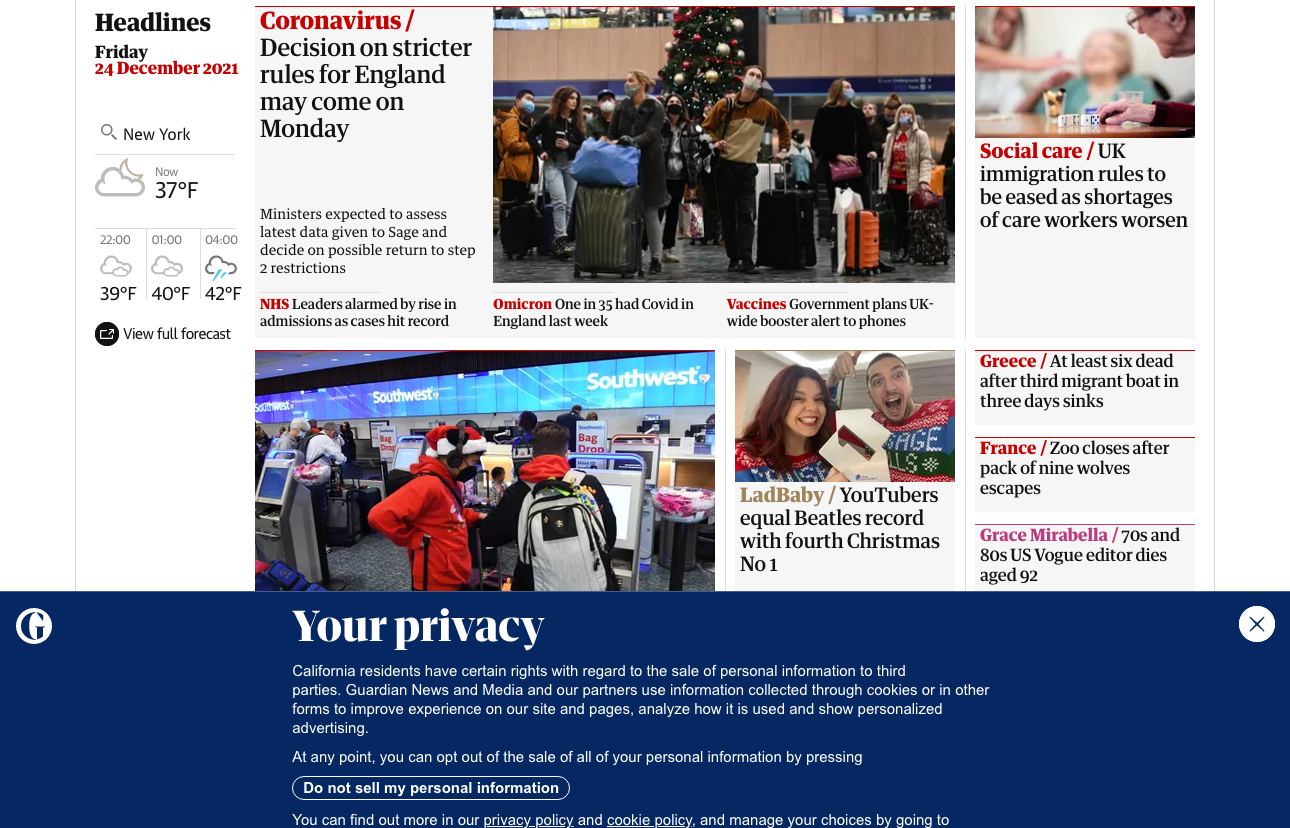 Headlines
Friday
24 December 2021
New York
Now
37°F
22:00
01:00
04:00
39°F
40°F
42°F
View full forecast
Coronavirus /
Decision on stricter
rules for England
may come on
Monday
Ministers expected to assess
latest data given to Sage and
decide on possible return to step
2 restrictions
NHS Leaders alarmed by rise in
admissions as cases hit record
PRIME
Omicron One in 35 had Covid in
England last week
Vaccines Government plans UK-
wide booster alert to phones
Social care / UK
immigration rules to
be eased as shortages
of care workers worsen
Southwest
Southwest
Southwest
Southwest
Bag
Drop
Bag
Drop
LadBaby / YouTubers
equal Beatles record
with fourth Christmas
No 1
Greece / At least six dead
after third migrant boat in
three days sinks
France / Zoo closes after
pack of nine wolves
escapes
Grace Mirabella / 70s and
80s US Vogue editor dies
aged 92
G
Your privacy
California residents have certain rights with regard to the sale of personal information to third
parties. Guardian News and Media and our partners use information collected through cookies or in other
forms to improve experience on our site and pages, analyze how it is used and show personalized
advertising.
At any point, you can opt out of the sale of all of your personal information by pressing
Do not sell my personal information
You can find out more in our privacy policy and cookie policy, and manage your choices by going to